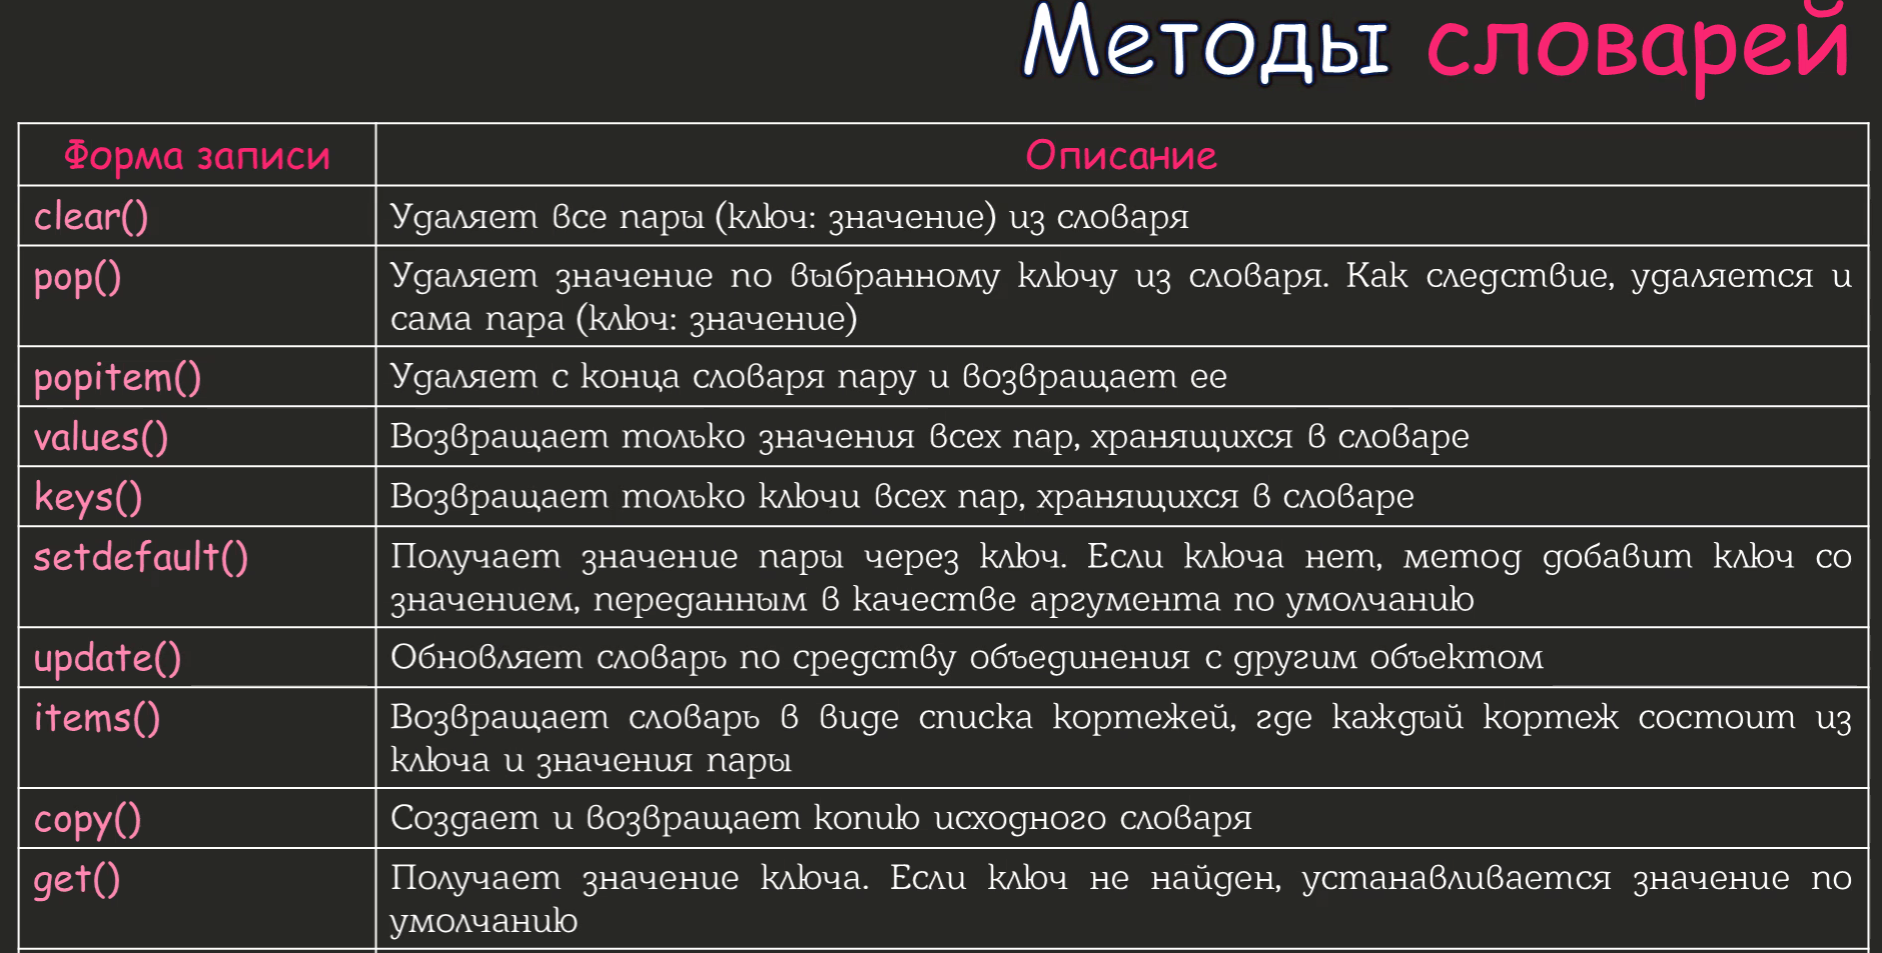 Методы словарей
Форма записи Описание
clear() Удаляет все пары (ключ: значение) из словаря
pop() Удаляет значение по выбранному ключу из словаря. Как следствие, удаляется и
сама пара (ключ: значение)
popitem() Удаляет с конца словаря пару и возвращает ее
values() Возвращает только значения всех пар, хранящихся в словаре
keys() Возвращает только ключи всех пар, хранящихся в словаре
setdefault() Получает значение пары через ключ. Если ключа нет, метод добавит ключ со
значением, переданным в качестве аргумента по умолчанию
update() Обновляет словарь по средству объединения с другим объектом
items() Возвращает словарь в виде списка кортежей, где каждый кортеж состоит из
ключа и значения пары
copy() Создает и возвращает копию исходного словаря
get() Получает значение ключа. Если ключ не найден, устанавливается значение по
умолчанию